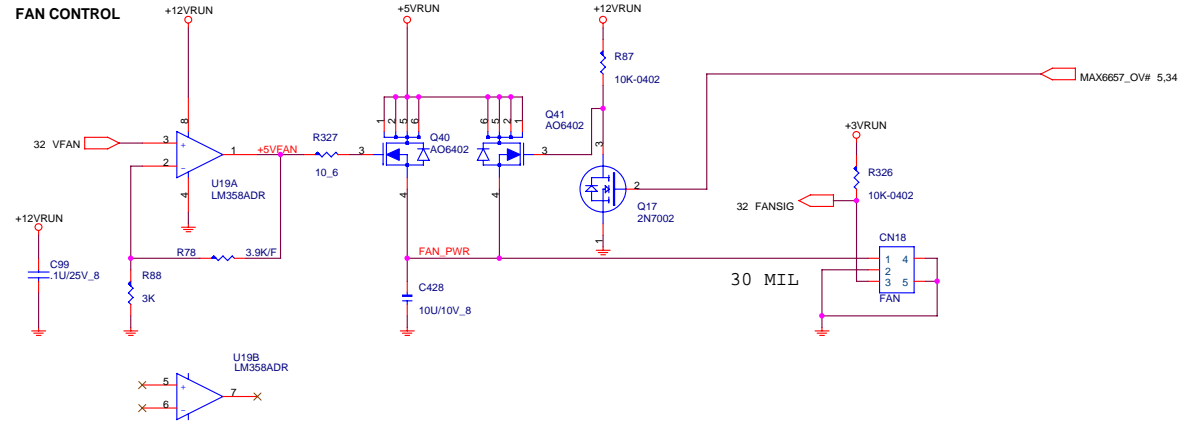 FAN CONTROL
+12VRUN
+5VRUN
+12VRUN
R87
10K-0402
MAX6657_OV# 5,34
1
2
5
6
6
5
2
1
Q41
AO6402
8
+3VRUN
32 VFAN
3
+
2
-
1
+5VFAN
R327
10_6
3
Q40
AO6402
3
3
4
U19A
LM358ADR
4
4
2
R326
10K-0402
Q17
2N7002
32 FANSIG
+12VRUN
1
CN18
C99
.1U/25V_8
R78
3.9K/F
FAN_PWR
1 4
2
3 5
FAN
R88
3K
C428
10U/10V_8
30 MIL
U19B
LM358ADR
5
+
6
-
7